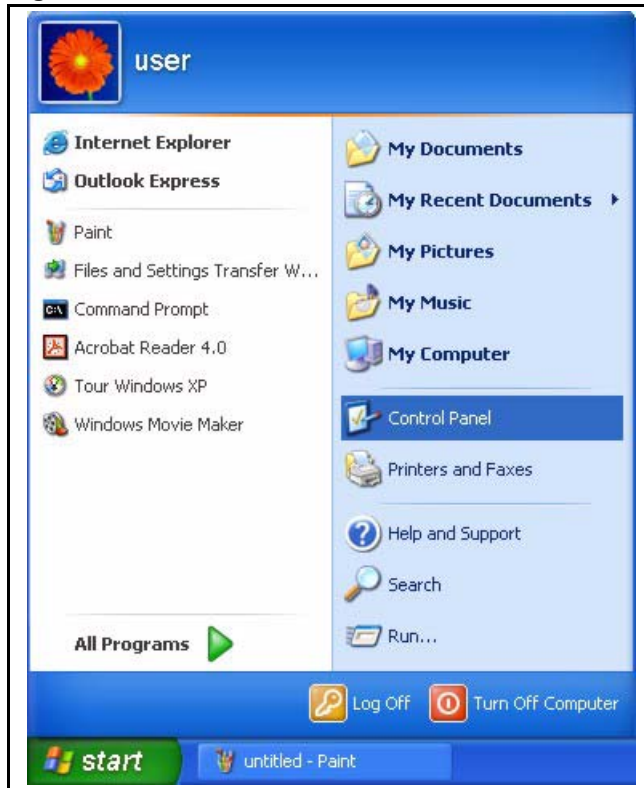 user
Internet Explorer
Outlook Express
Paint
Files and Settings Transfer W...
Command Prompt
Acrobat Reader 4.0
Tour Windows XP
Windows Movie Maker
All Programs
My Documents
My Recent Documents
My Pictures
My Music
My Computer
Control Panel
Printers and Faxes
Help and Support
Search
Run...
Log Off
Turn Off Computer
start
untitled - Paint